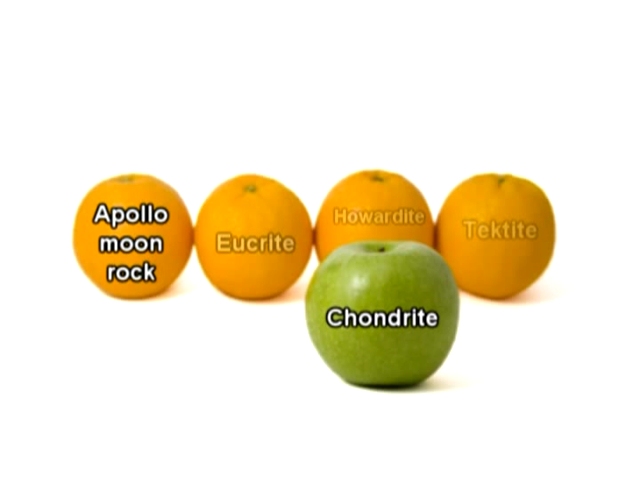 Apollo
moon
rock
Eucrite
Howardite
Tektite
Chondrite